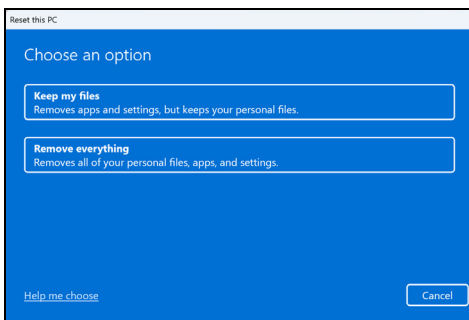 Reset this PC
Choose an option
Keep my files
Removes apps and settings, but keeps your personal files.
Remove everything
Removes all of your personal files, apps, and settings.
Help me choose
Cancel